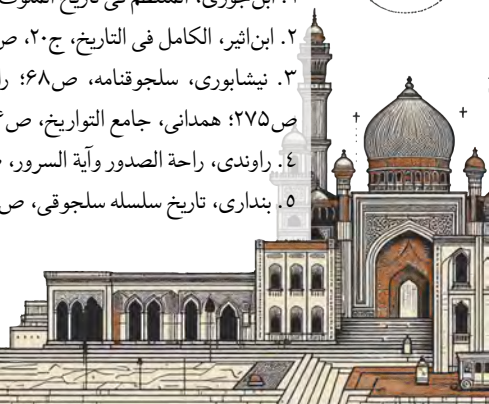 ۲. ابن‌اثیر، الکامل فی التاریخ، ج۲۰، ص
۳. نیشابوری، سلجوقنامه، ص۶۸؛ را
ص۲۷۵؛ همدانی، جامع التواریخ، ص
٤. راوندی، راحة الصدور وآیة السرور،
٥. بنداری، تاریخ سلسله سلجوقی، ص